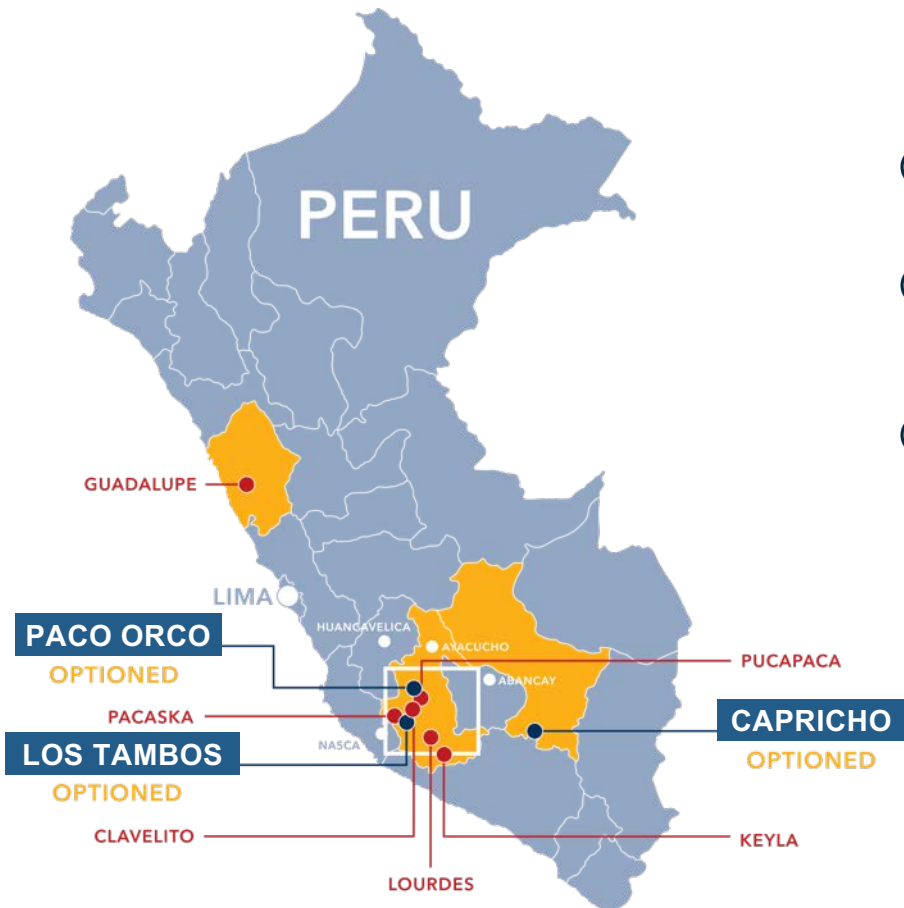 PERU
GUADALUPE
LIMA
HUANCAVELICA
PACO ORCO
AYACUCHO
OPTIONED
PUCAPACA
ABANCAY
PACASKA
CAPRICHO
NASCA
LOS TAMBOS
OPTIONED
OPTIONED
CLAVELITO
KEYLA
LOURDES